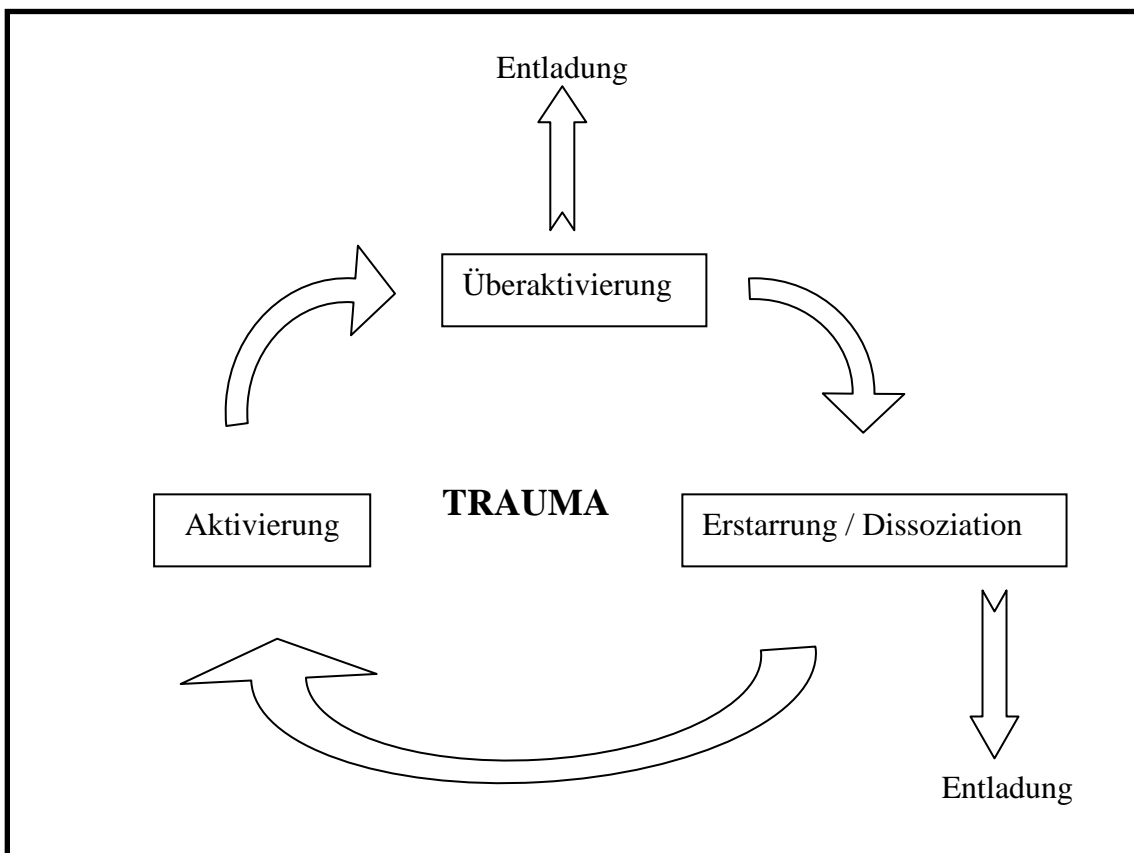 Entladung
Überaktivierung
Aktivierung
TRAUMA
Erstarrung / Dissoziation
Entladung